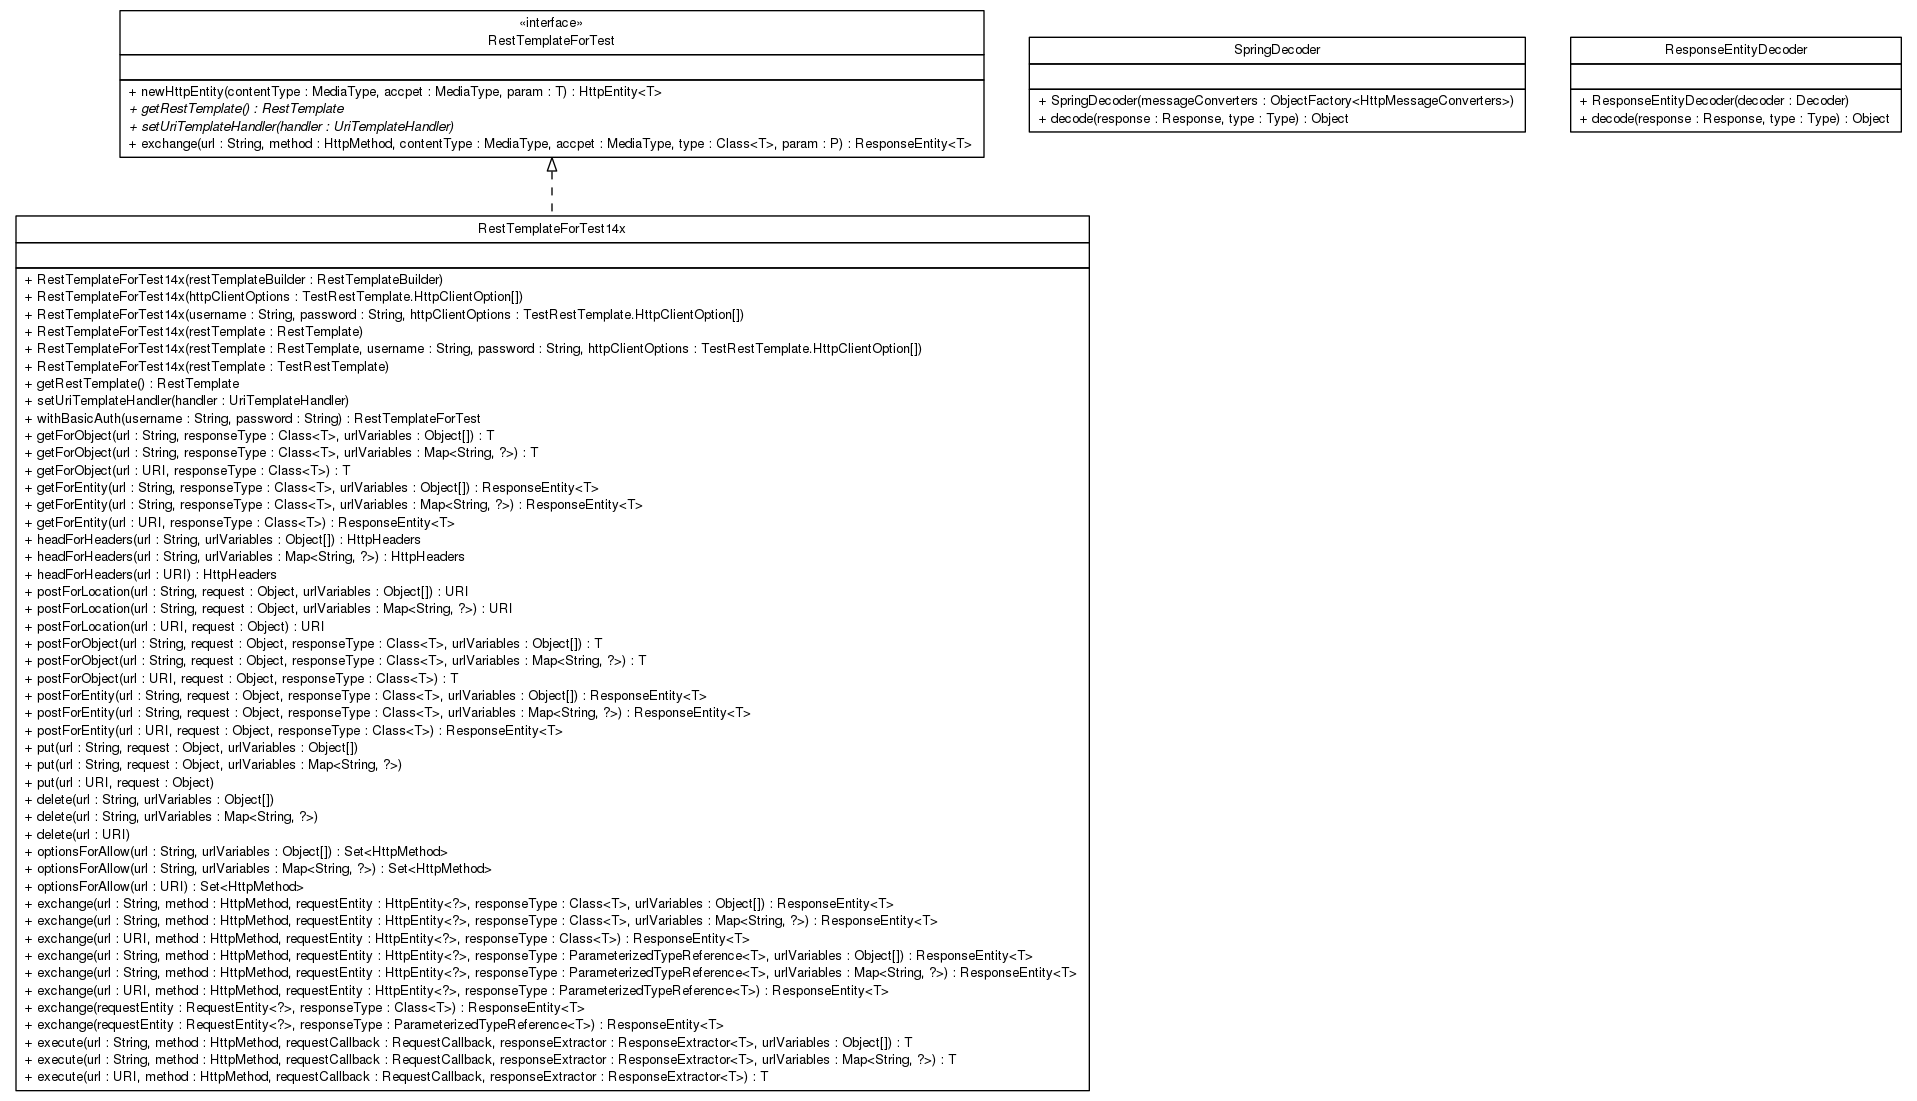 «interface»
RestTemplateForTest
+ newHttpEntity(contentType : MediaType, accpet : MediaType, param : T) : HttpEntity<T>
+ getRestTemplate() : RestTemplate
+ setUriTemplateHandler(handler : UriTemplateHandler)
+ exchange(url : String, method : HttpMethod, contentType : MediaType, accpet : MediaType, type : Class<T>, param : P) : ResponseEntity<T>
SpringDecoder
+ SpringDecoder(messageConverters : ObjectFactory<HttpMessageConverters>)
+ decode(response : Response, type : Type) : Object
ResponseEntityDecoder
+ ResponseEntityDecoder(decoder : Decoder)
+ decode(response : Response, type : Type) : Object
RestTemplateForTest14x
+ RestTemplateForTest14x(restTemplateBuilder : RestTemplateBuilder)
+ RestTemplateForTest14x(httpClientOptions : TestRestTemplate.HttpClientOption[])
+ RestTemplateForTest14x(username : String, password : String, httpClientOptions : TestRestTemplate.HttpClientOption[])
+ RestTemplateForTest14x(restTemplate : RestTemplate)
+ RestTemplateForTest14x(restTemplate : RestTemplate, username : String, password : String, httpClientOptions : TestRestTemplate.HttpClientOption[])
+ RestTemplateForTest14x(restTemplate : TestRestTemplate)
+ getRestTemplate() : RestTemplate
+ setUriTemplateHandler(handler : UriTemplateHandler)
+ withBasicAuth(username : String, password : String) : RestTemplateForTest
+ getForObject(url : String, responseType : Class<T>, urlVariables : Object[]) : T
+ getForObject(url : String, responseType : Class<T>, urlVariables : Map<String, ?>) : T
+ getForObject(url : URI, responseType : Class<T>) : T
+ getForEntity(url : String, responseType : Class<T>, urlVariables : Object[]) : ResponseEntity<T>
+ getForEntity(url : String, responseType : Class<T>, urlVariables : Map<String, ?>) : ResponseEntity<T>
+ getForEntity(url : URI, responseType : Class<T>) : ResponseEntity<T>
+ headForHeaders(url : String, urlVariables : Object[]) : HttpHeaders
+ headForHeaders(url : String, urlVariables : Map<String, ?>) : HttpHeaders
+ headForHeaders(url : URI) : HttpHeaders
+ postForLocation(url : String, request : Object, urlVariables : Object[]) : URI
+ postForLocation(url : String, request : Object, urlVariables : Map<String, ?>) : URI
+ postForLocation(url : URI, request : Object) : URI
+ postForObject(url : String, request : Object, responseType : Class<T>, urlVariables : Object[]) : T
+ postForObject(url : String, request : Object, responseType : Class<T>, urlVariables : Map<String, ?>) : T
+ postForObject(url : URI, request : Object, responseType : Class<T>) : T
+ postForEntity(url : String, request : Object, responseType : Class<T>, urlVariables : Object[]) : ResponseEntity<T>
+ postForEntity(url : String, request : Object, responseType : Class<T>, urlVariables : Map<String, ?>) : ResponseEntity<T>
+ postForEntity(url : URI, request : Object, responseType : Class<T>) : ResponseEntity<T>
+ put(url : String, request : Object, urlVariables : Object[])
+ put(url : String, request : Object, urlVariables : Map<String, ?>)
+ put(url : URI, request : Object)
+ delete(url : String, urlVariables : Object[])
+ delete(url : String, urlVariables : Map<String, ?>)
+ delete(url : URI)
+ optionsForAllow(url : String, urlVariables : Object[]) : Set<HttpMethod>
+ optionsForAllow(url : String, urlVariables : Map<String, ?>) : Set<HttpMethod>
+ optionsForAllow(url : URI) : Set<HttpMethod>
+ exchange(url : String, method : HttpMethod, requestEntity : HttpEntity<?>, responseType : Class<T>, urlVariables : Object[]) : ResponseEntity<T>
+ exchange(url : String, method : HttpMethod, requestEntity : HttpEntity<?>, responseType : Class<T>, urlVariables : Map<String, ?>) : ResponseEntity<T>
+ exchange(url : URI, method : HttpMethod, requestEntity : HttpEntity<?>, responseType : Class<T>) : ResponseEntity<T>
+ exchange(url : String, method : HttpMethod, requestEntity : HttpEntity<?>, responseType : ParameterizedTypeReference<T>, urlVariables : Object[]) : ResponseEntity<T>
+ exchange(url : String, method : HttpMethod, requestEntity : HttpEntity<?>, responseType : ParameterizedTypeReference<T>, urlVariables : Map<String, ?>) : ResponseEntity<T>
+ exchange(url : URI, method : HttpMethod, requestEntity : HttpEntity<?>, responseType : ParameterizedTypeReference<T>) : ResponseEntity<T>
+ exchange(requestEntity : RequestEntity<?>, responseType : Class<T>) : ResponseEntity<T>
+ exchange(requestEntity : RequestEntity<?>, responseType : ParameterizedTypeReference<T>) : ResponseEntity<T>
+ execute(url : String, method : HttpMethod, requestCallback : RequestCallback, responseExtractor : ResponseExtractor<T>, urlVariables : Object[]) : T
+ execute(url : String, method : HttpMethod, requestCallback : RequestCallback, responseExtractor : ResponseExtractor<T>, urlVariables : Map<String, ?>) : T
+ execute(url : URI, method : HttpMethod, requestCallback : RequestCallback, responseExtractor : ResponseExtractor<T>) : T